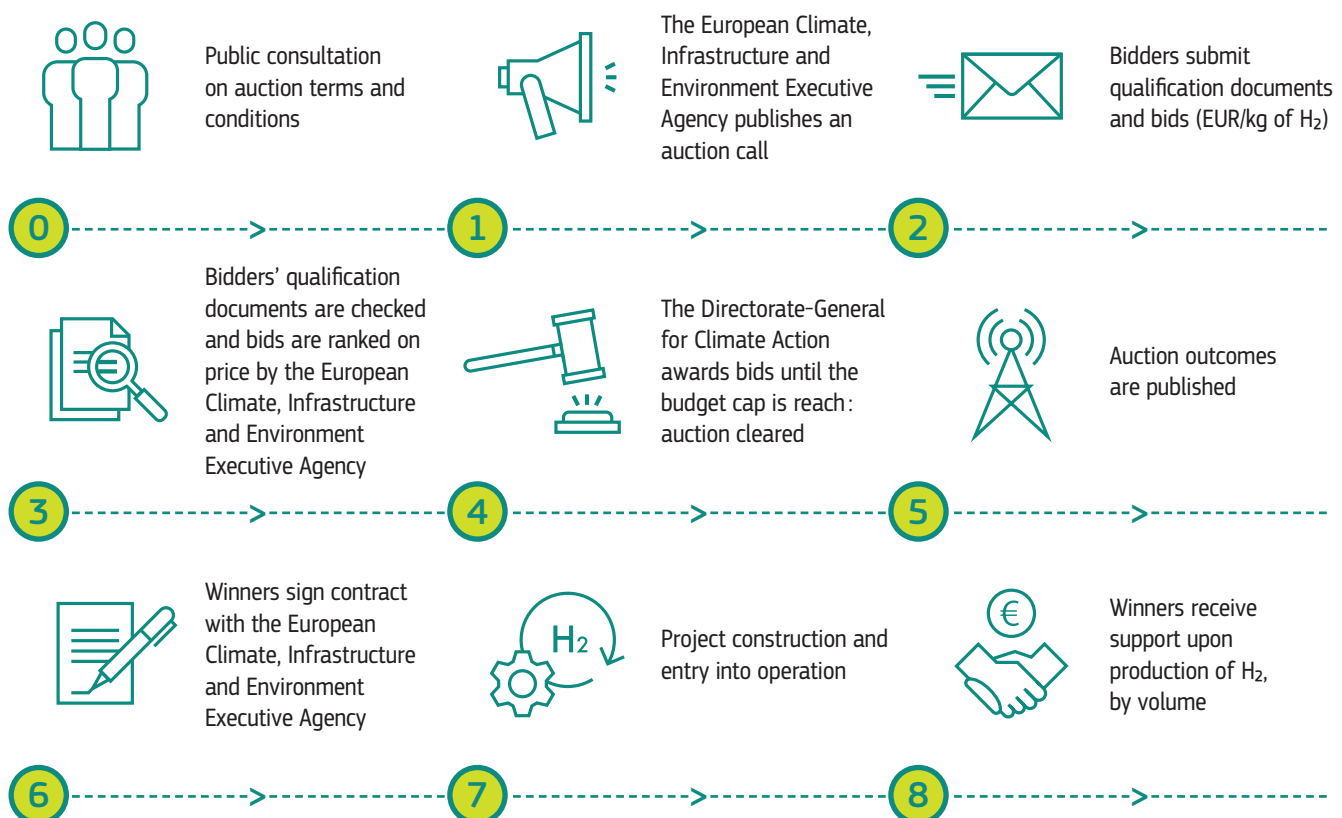 Public consultation
on auction terms and
conditions
The European Climate,
Infrastructure and
Environment Executive
Agency publishes an
auction call
Bidders submit
qualification documents
and bids (EUR/kg of H₂)
0
1
2
Bidders’ qualification
documents are checked
and bids are ranked on
price by the European
Climate, Infrastructure
and Environment
Executive Agency
The Directorate-General
for Climate Action
awards bids until the
budget cap is reach:
auction cleared
Auction outcomes
are published
3
4
5
Winners sign contract
with the European
Climate, Infrastructure
and Environment
Executive Agency
H₂
Project construction and
entry into operation
€
Winners receive
support upon
production of H₂,
by volume
6
7
8